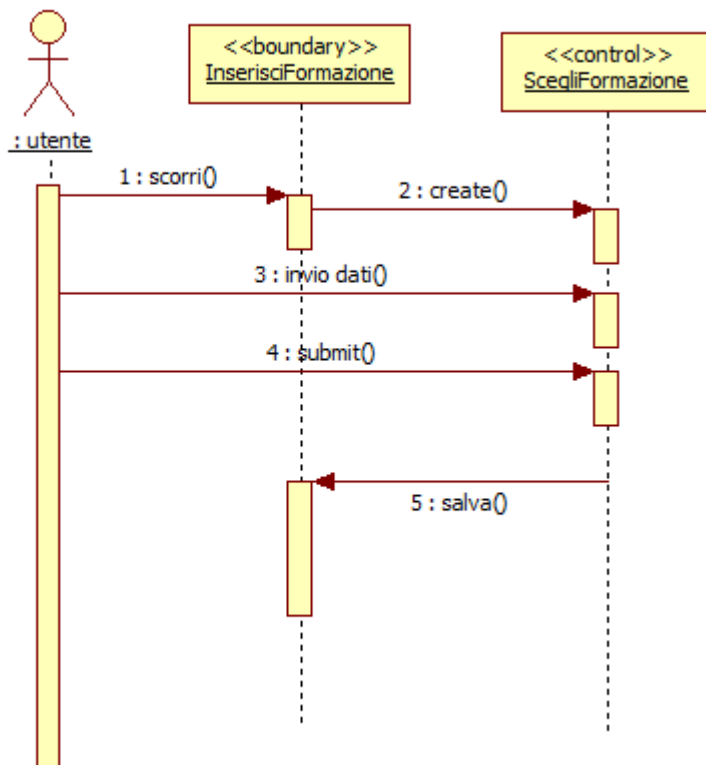 <<boundary>>
InserisciFormazione
<<control>>
ScegliFormazione
: utente
1 : scorri()
2 : create()
3 : invio dati()
4 : submit()
5 : salva()